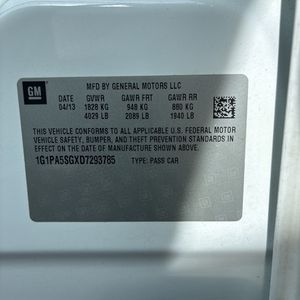 GM
MFD BY GENERAL MOTORS LLC
DATE GVWR GAWR FRT GAWR RR
04/13 1828 KG 948 KG 880 KG
4029 LB 2089 LB 1940 LB
THIS VEHICLE CONFORMS TO ALL APPLICABLE U.S. FEDERAL MOTOR
VEHICLE SAFETY, BUMPER, AND THEFT PREVENTION STANDARDS IN
EFFECT ON THE DATE OF MANUFACTURE SHOWN ABOVE.
1G1PA5SGXD7293785 TYPE: PASS CAR